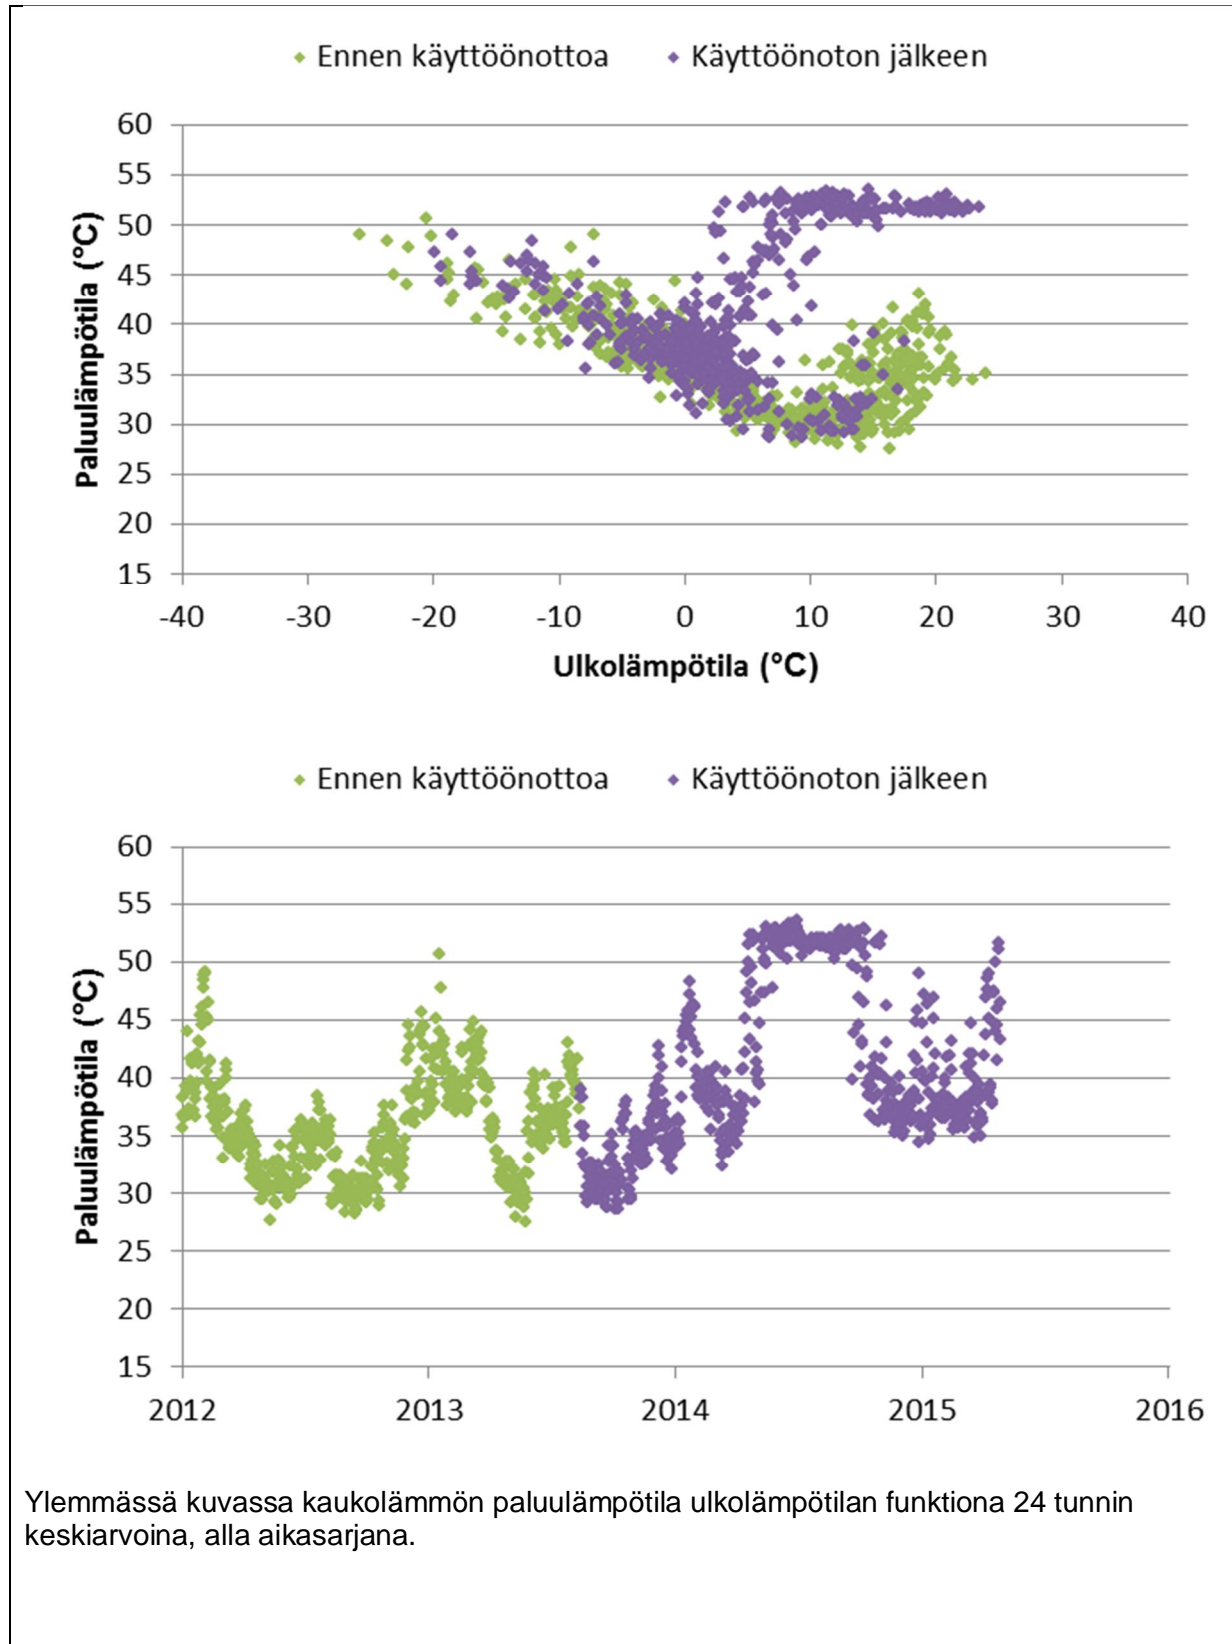 Ennen käyttöönottoa Käyttöönoton jälkeen
60
55
50
45
40
35
30
25
20
15
Paluulämpötila (°C)
-40 -30 -20 -10 0 10 20 30 40
Ulkolämpötila (°C)
Ennen käyttöönottoa Käyttöönoton jälkeen
60
55
50
45
40
35
30
25
20
15
Paluulämpötila (°C)
2012 2013 2014 2015 2016
Ylemmässä kuvassa kaukolämmön paluulämpötila ulkolämpötilan funktiona 24 tunnin
keskiarvoina, alla aikasarjana.